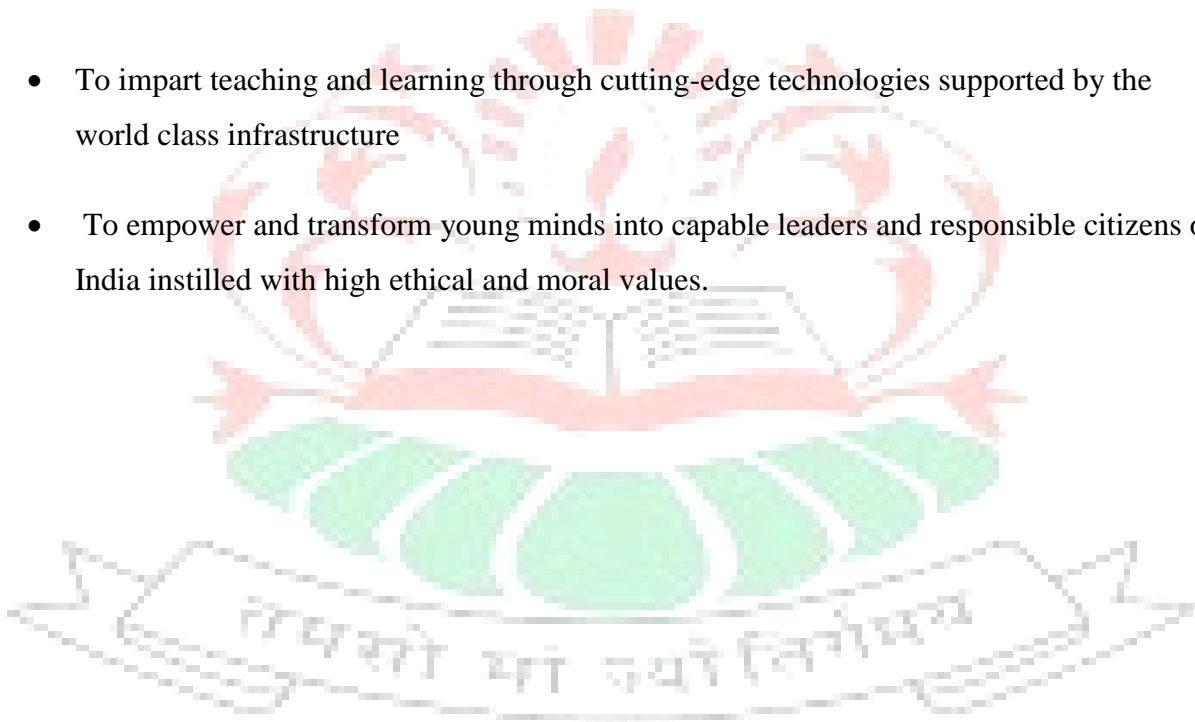 • To impart teaching and learning through cutting-edge technologies supported by the
world class infrastructure
• To empower and transform young minds into capable leaders and responsible citizens
India instilled with high ethical and moral values.